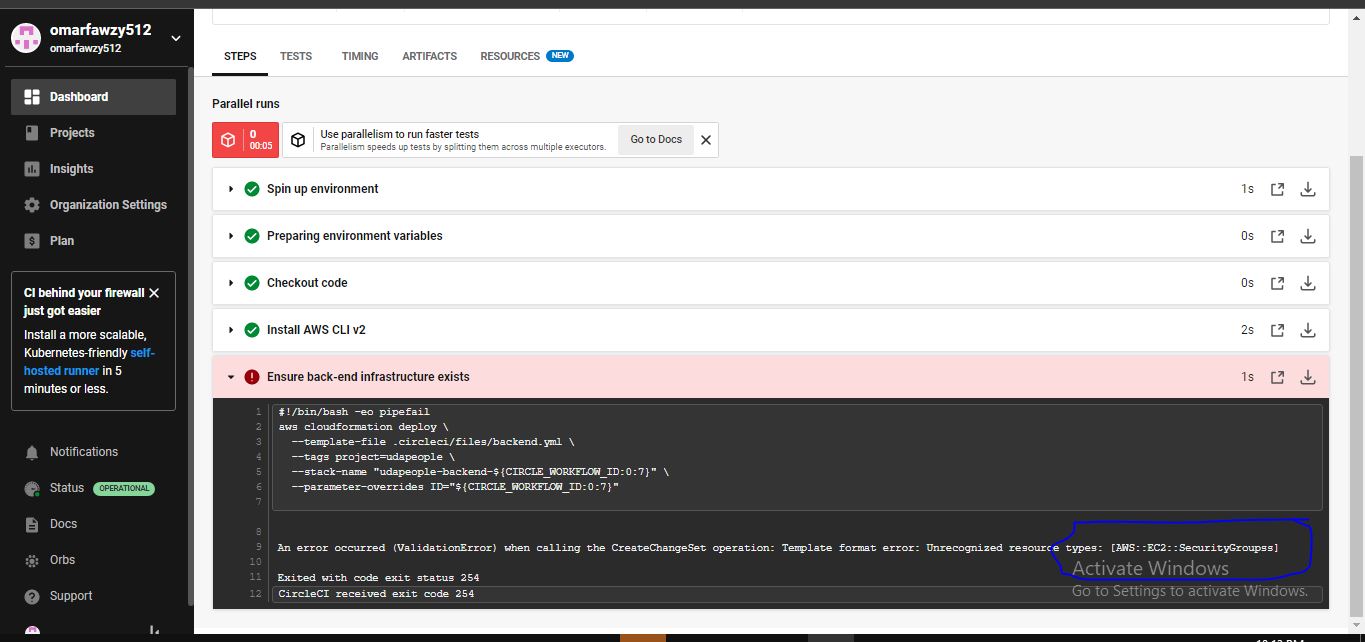 omarfawzy512
omarfawzy512
Dashboard
Projects
Insights
Organization Settings
Plan
CI behind your firewall
just got easier
Install a more scalable,
Kubernetes-friendly self-
hosted runner in 5
minutes or less.
Notifications
Status OPERATIONAL
Docs
Orbs
Support
STEPS TESTS TIMING ARTIFACTS RESOURCES NEW
Parallel runs
0
00:05
Use parallelism to run faster tests
Parallelism speeds up tests by splitting them across multiple executors.
Go to Docs
Spin up environment 1s
Preparing environment variables 0s
Checkout code 0s
Install AWS CLI v2 2s
Ensure back-end infrastructure exists 1s
1 #!/bin/bash -eo pipefail
2 aws cloudformation deploy \
3 --template-file .circleci/files/backend.yml \
4 --tags project=udapeople \
5 --stack-name "udapeople-backend-${CIRCLE_WORKFLOW_ID:0:7}" \
6 --parameter-overrides ID="${CIRCLE_WORKFLOW_ID:0:7}"
7
8
9 An error occurred (ValidationError) when calling the CreateChangeSet operation: Template format error: Unrecognized resource types: [AWS::EC2::SecurityGroupss]
10
11 Exited with code exit status 254
12 CircleCI received exit code 254
Activate Windows
Go to Settings to activate Windows.